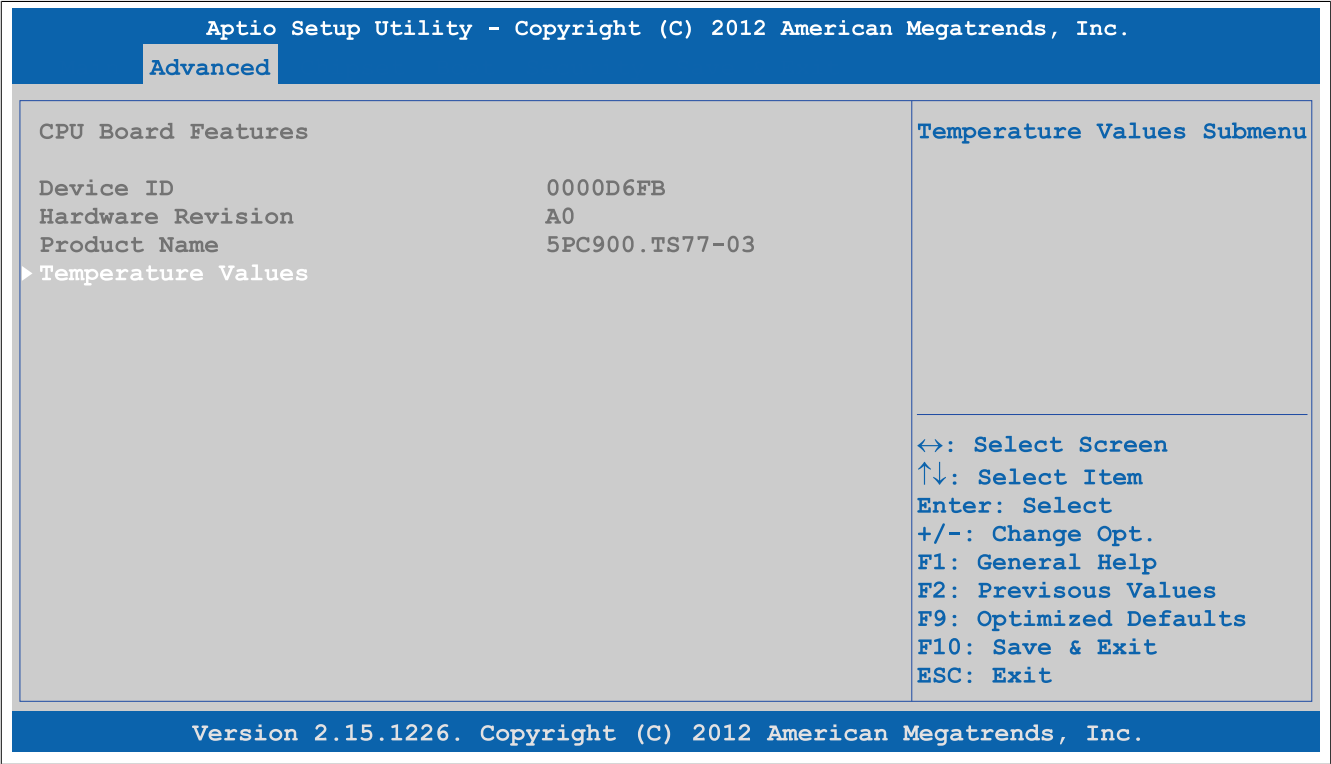 Aptio Setup Utility - Copyright (C) 2012 American Megatrends, Inc.
Advanced
CPU Board Features
Device ID 0000D6FB
Hardware Revision A0
Product Name 5PC900.TS77-03
Temperature Values
Temperature Values Submenu
↔: Select Screen
↑↓: Select Item
Enter: Select
+/-: Change Opt.
F1: General Help
F2: Previsous Values
F9: Optimized Defaults
F10: Save & Exit
ESC: Exit
Version 2.15.1226. Copyright (C) 2012 American Megatrends, Inc.